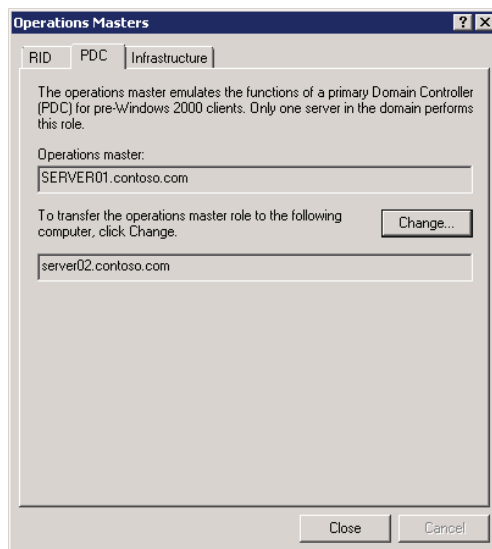 Operations Masters
RID PDC Infrastructure
The operations master emulates the functions of a primary Domain Controller
(PDC) for pre-Windows 2000 clients. Only one server in the domain performs
this role.
Operations master:
SERVER01.contoso.com
To transfer the operations master role to the following
computer, click Change.
Change...
server02.contoso.com
Close Cancel